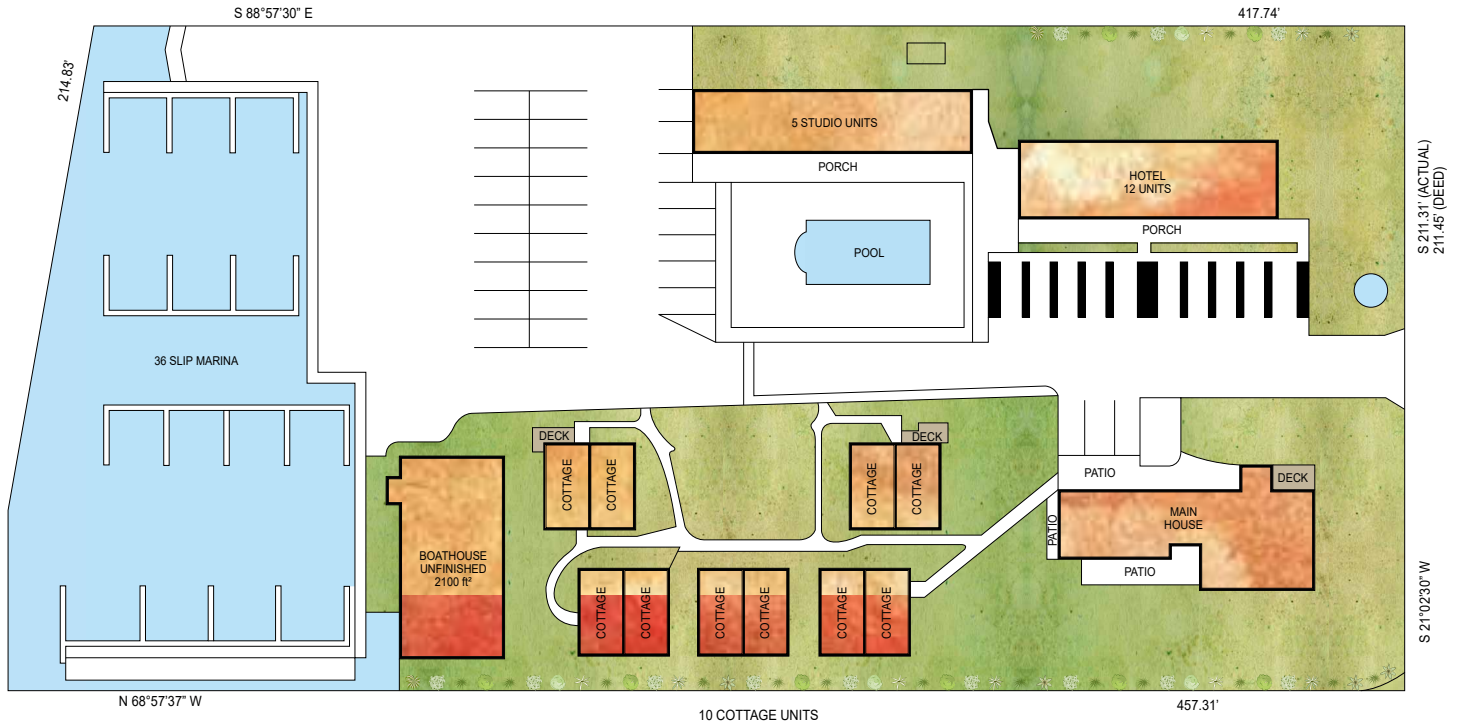 S 88°57'30" E
417.74'
214.83'
5 STUDIO UNITS
PORCH
HOTEL
12 UNITS
PORCH
S 211.31' (ACTUAL)
211.45' (DEED)
POOL
36 SLIP MARINA
DECK
COTTAGE
COTTAGE
DECK
COTTAGE
COTTAGE
PATIO
DECK
MAIN
HOUSE
PATIO
PATIO
BOATHOUSE
UNFINISHED
2100 ft²
COTTAGE
COTTAGE
COTTAGE
COTTAGE
COTTAGE
COTTAGE
S 21°02'30" W
N 68°57'37" W
10 COTTAGE UNITS
457.31'